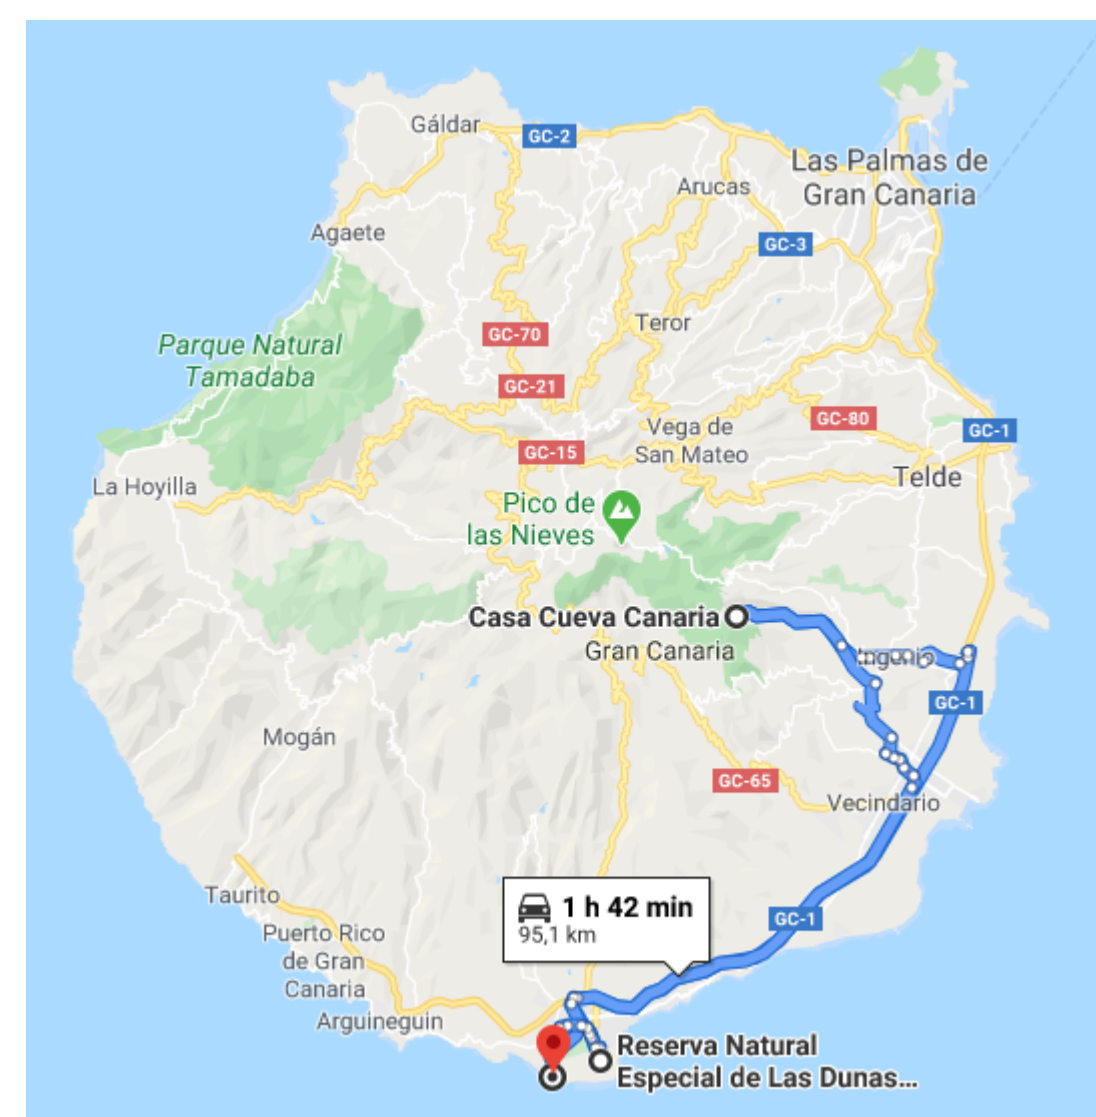 Gáldar
GC-2
Las Palmas de
Gran Canaria
Arucas
Agaete
GC-3
Teror
GC-70
Parque Natural
Tamadaba
GC-21
GC-80
Vega de
San Mateo
GC-1
GC-15
Telde
La Hoyilla
Pico de
las Nieves
Casa Cueva Canaria
Gran Canaria
Ingenio
GC-1
Mogán
GC-65
Vecindario
Taurito
1 h 42 min
95,1 km
GC-1
Puerto Rico
de Gran
Canaria
Arguineguin
Reserva Natural
Especial de Las Dunas...